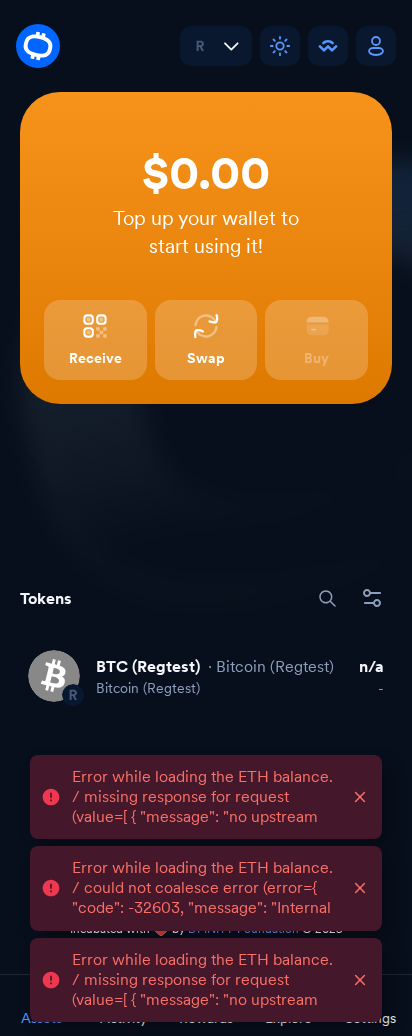 R
$0.00
Top up your wallet to
start using it!
Receive
Swap
Buy
Tokens
BTC (Regtest) · Bitcoin (Regtest)
n/a
Bitcoin (Regtest)
-
R
Error while loading the ETH balance.
/ missing response for request
(value=[ { "message": "no upstream
Error while loading the ETH balance.
/ could not coalesce error (error={
"code": -32603, "message": "Internal
Error while loading the ETH balance.
/ missing response for request
(value=[ { "message": "no upstream
Assets
Activity
Rewards
Explore
Settings